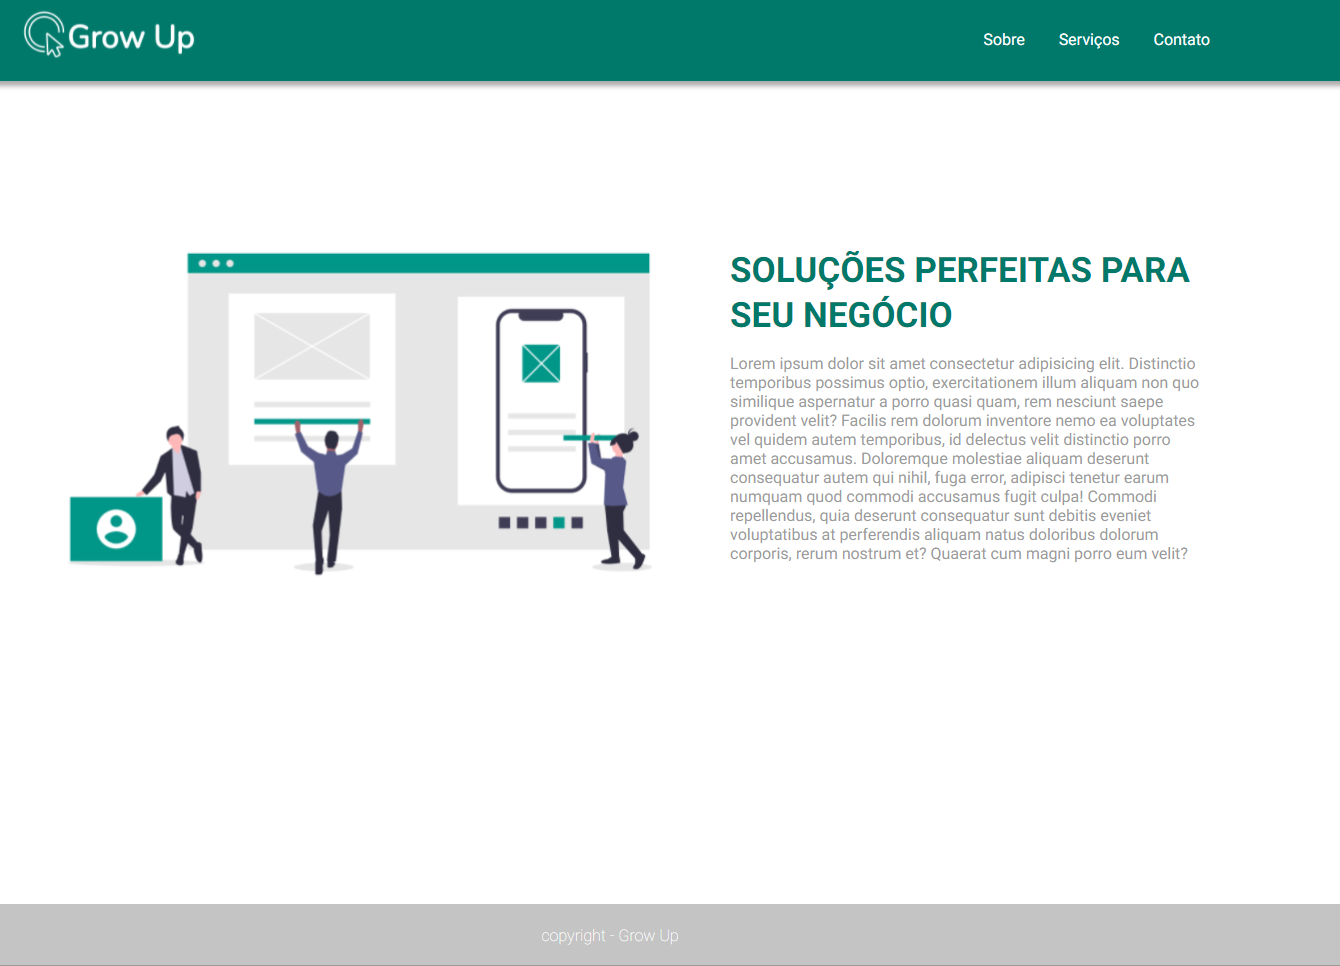 Grow Up
Sobre Serviços Contato
SOLUÇÕES PERFEITAS PARA
SEU NEGÓCIO
Lorem ipsum dolor sit amet consectetur adipisicing elit. Distinctio
temporibus possimus optio, exercitationem illum aliquam non quo
similique aspernatur a porro quasi quam, rem nesciunt saepe
provident velit? Facilis rem dolorum inventore nemo ea voluptates
vel quidem autem temporibus, id delectus velit distinctio porro
amet accusamus. Doloremque molestiae aliquam deserunt
consequatur autem qui nihil, fuga error, adipisci tenetur earum
numquam quod commodi accusamus fugit culpa! Commodi
repellendus, quia deserunt consequatur sunt debitis eveniet
voluptatibus at perferendis aliquam natus doloribus dolorum
corporis, rerum nostrum et? Quaerat cum magni porro eum velit?
copyright - Grow Up